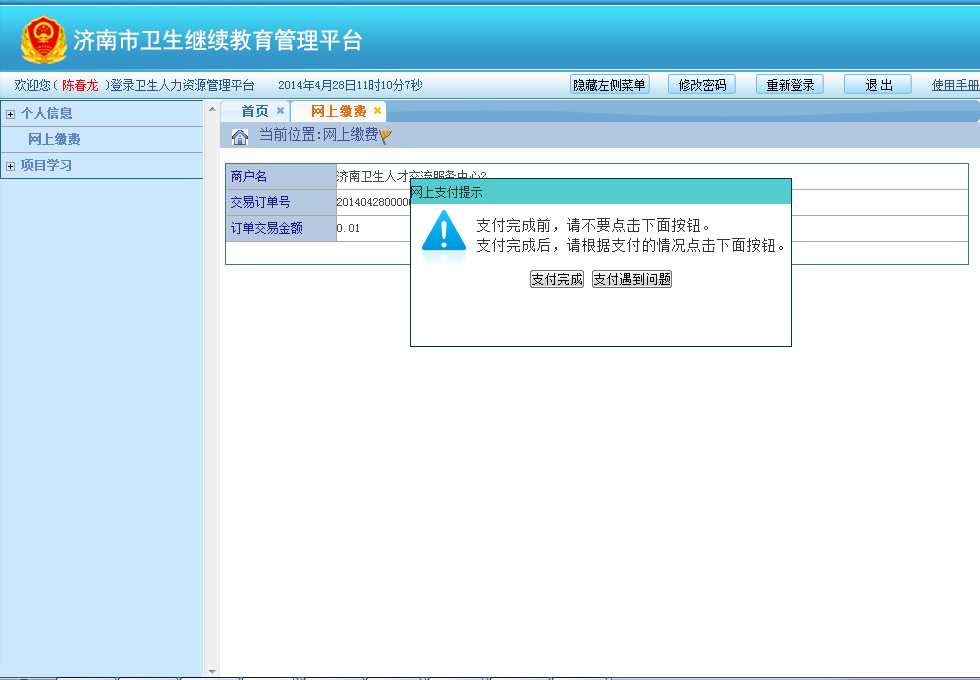 济南市卫生继续教育管理平台
欢迎您( 陈春龙 )登录卫生人力资源管理平台 2014年4月28日11时10分7秒 隐藏左侧菜单 修改密码 重新登录 退 出 使用手册
个人信息
网上缴费
项目学习
首页 网上缴费
当前位置:网上缴费
商户名 济南卫生人才交流服务中心2
交易订单号 2014042800000
订单交易金额 0.01
网上支付提示
支付完成前，请不要点击下面按钮。
支付完成后，请根据支付的情况点击下面按钮。
支付完成 支付遇到问题